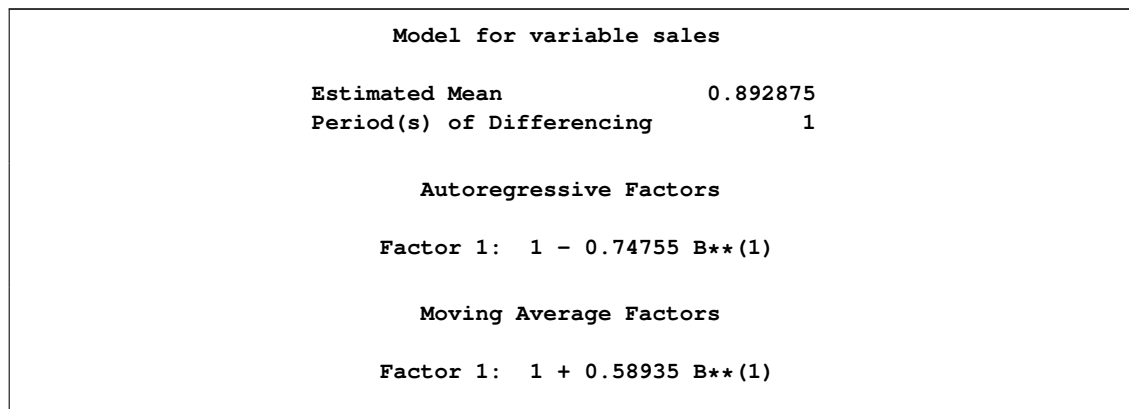 Model for variable sales
Estimated Mean 0.892875
Period(s) of Differencing 1
Autoregressive Factors
Factor 1: 1 - 0.74755 B**(1)
Moving Average Factors
Factor 1: 1 + 0.58935 B**(1)